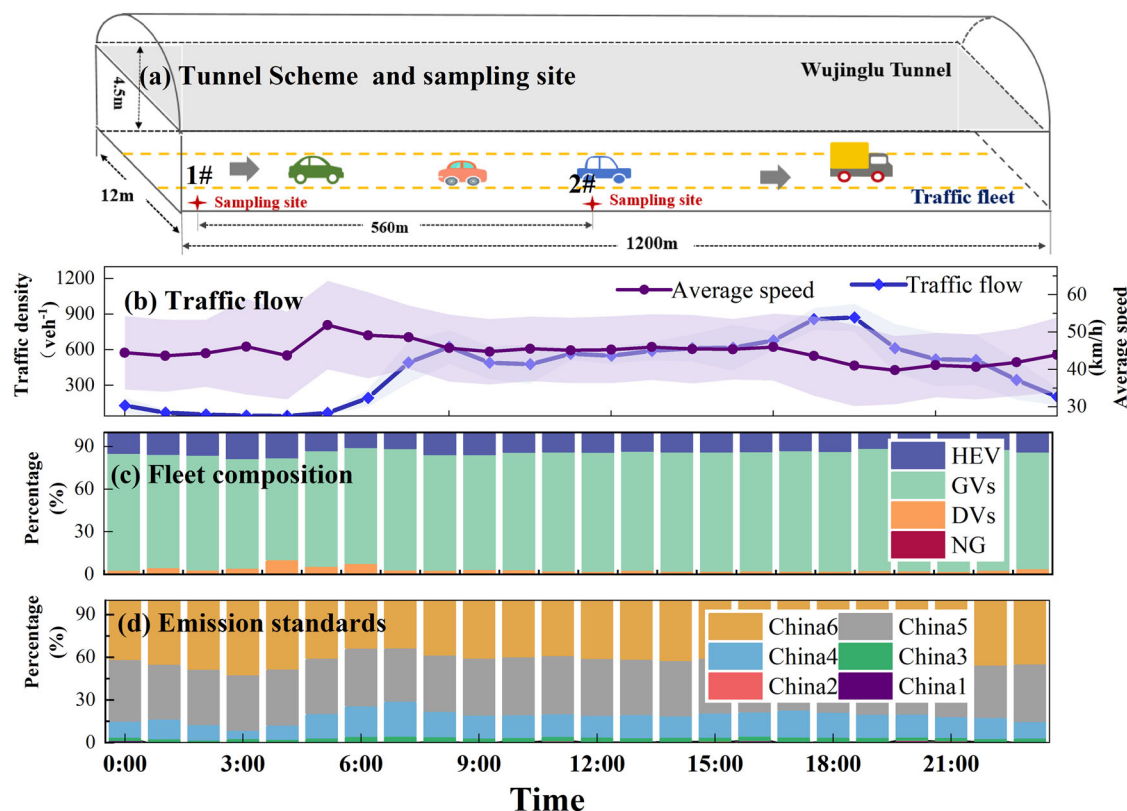 (a) Tunnel Scheme and sampling site
Wujinglu Tunnel
4.5m
12m
1#
2#
Sampling site
Sampling site
Traffic fleet
560m
1200m
(b) Traffic flow
Average speed
Traffic flow
Traffic density
( veh⁻¹)
1200
900
600
300
60
50
40
30
Average speed
(km/h)
(c) Fleet composition
Percentage
(%)
90
60
30
0
HEV
GVs
DVs
NG
(d) Emission standards
Percentage
(%)
90
60
30
0
China6
China5
China4
China3
China2
China1
0:00 3:00 6:00 9:00 12:00 15:00 18:00 21:00
Time